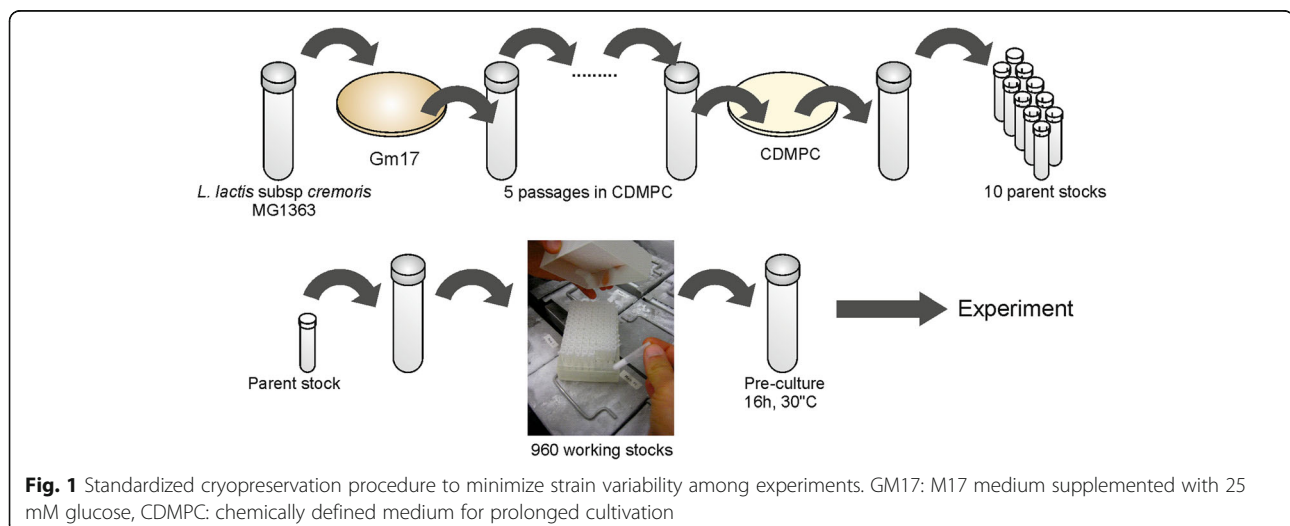 .........
Gm17
CDMPC
L. lactis subsp cremoris
MG1363
5 passages in CDMPC
10 parent stocks
Parent stock
Pre-culture
16h, 30"C
Experiment
960 working stocks
Fig. 1 Standardized cryopreservation procedure to minimize strain variability among experiments. GM17: M17 medium supplemented with 25
mM glucose, CDMPC: chemically defined medium for prolonged cultivation